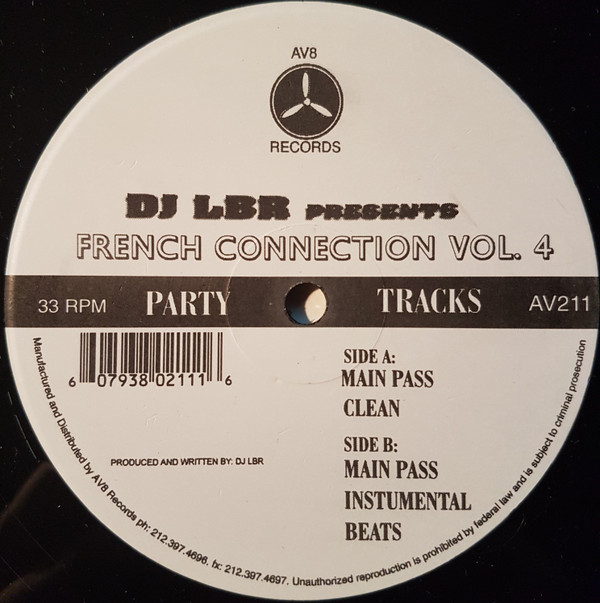 AV8
RECORDS
DJ LBR PRESENTS
FRENCH CONNECTION VOL. 4
33 RPM PARTY TRACKS AV211
6 07938 02111 6
SIDE A:
MAIN PASS
CLEAN
SIDE B:
MAIN PASS
INSTUMENTAL
BEATS
PRODUCED AND WRITTEN BY: DJ LBR
Manufactured and Distributed by AV8 Records ph: 212.397.4696. fx: 212.397.4697. Unauthorized reproduction is prohibited by federal law and is subject to criminal prosecution